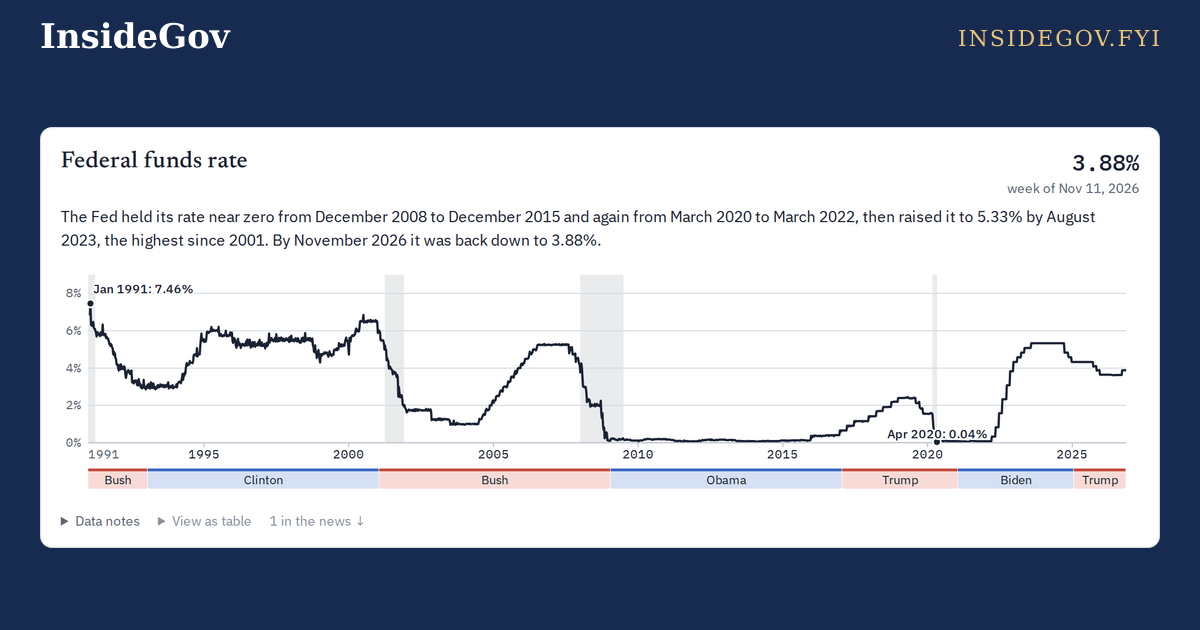 InsideGov
INSIDEGOV.FYI
Federal funds rate
3.88%
week of Nov 11, 2026
The Fed held its rate near zero from December 2008 to December 2015 and again from March 2020 to March 2022, then raised it to 5.33% by August
2023, the highest since 2001. By November 2026 it was back down to 3.88%.
8%
Jan 1991: 7.46%
6%
4%
2%
Apr 2020: 0.04%
0%
1991 1995 2000 2005 2010 2015 2020 2025
Bush Clinton Bush Obama Trump Biden Trump
▶ Data notes ▶ View as table 1 in the news ↓